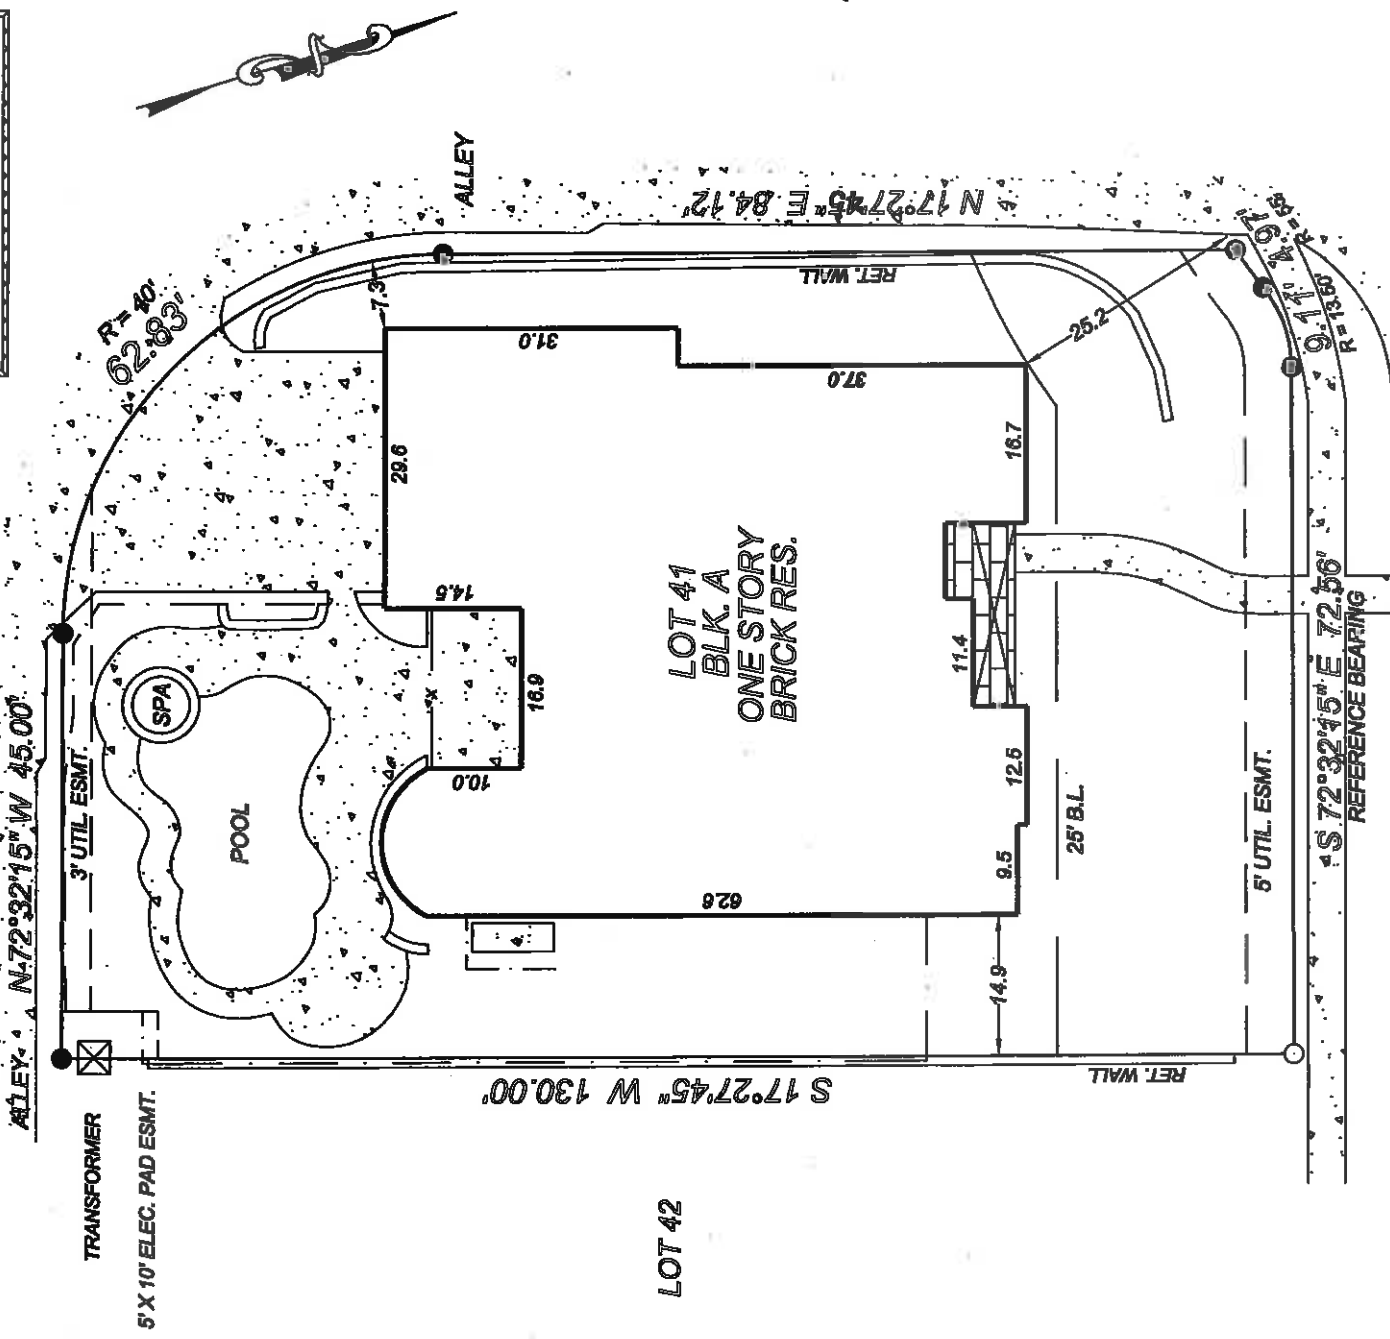 ALLEY
N 17°27'45" E 84.12'
R = 40'
62.83'
7.3
RET. WALL
31.0
37.0
25.2
4.97'
R = 55'
9.11'
R = 13.50'
29.6
16.7
14.5
LOT 41
BLK. A
ONE STORY
BRICK RES.
11.4
16.9
X
SPA
POOL
10.0
12.5
9.5
62.6
14.9
25' B.L.
5' UTIL. ESMT.
3' UTIL. ESMT.
S 72°32'15" E 72.56'
REFERENCE BEARING
ALLEY
N 72°32'15" W 45.00'
S 17°27'45" W 130.00'
RET. WALL
TRANSFORMER
5' X 10' ELEC. PAD ESMT.
LOT 42